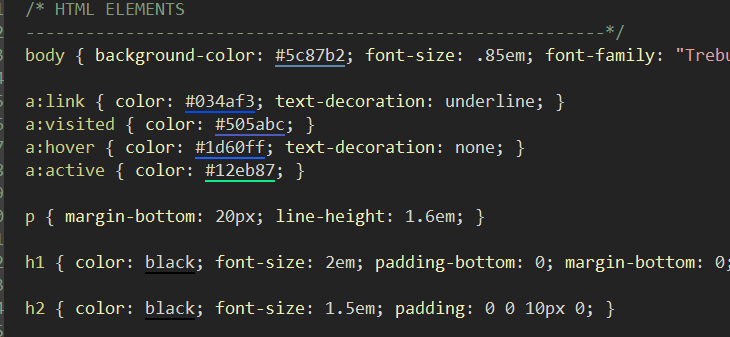 /* HTML ELEMENTS
----------------------------------------------------------*/
body { background-color: #5c87b2; font-size: .85em; font-family: "Trebu
a:link { color: #034af3; text-decoration: underline; }
a:visited { color: #505abc; }
a:hover { color: #1d60ff; text-decoration: none; }
a:active { color: #12eb87; }
p { margin-bottom: 20px; line-height: 1.6em; }
h1 { color: black; font-size: 2em; padding-bottom: 0; margin-bottom: 0;
h2 { color: black; font-size: 1.5em; padding: 0 0 10px 0; }